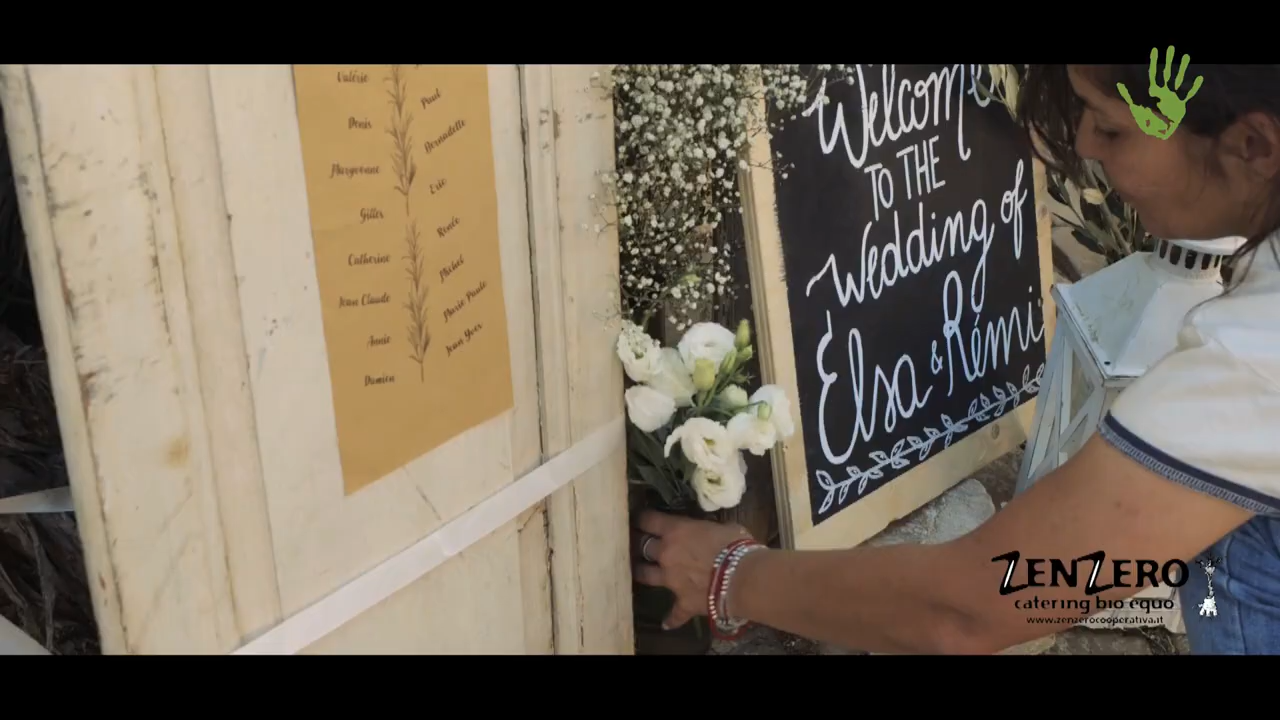 Valérie
Denis
Maryvonne
Gilles
Catherine
Jean Claude
Annie
Damien
Paul
Bernadette
Eric
Renée
Michel
Marie Paule
Jean Yves
Welcome
TO THE
Wedding of
Elsa & Rémi
ZENZERO
catering bio equo
www.zenzerocooperativa.it